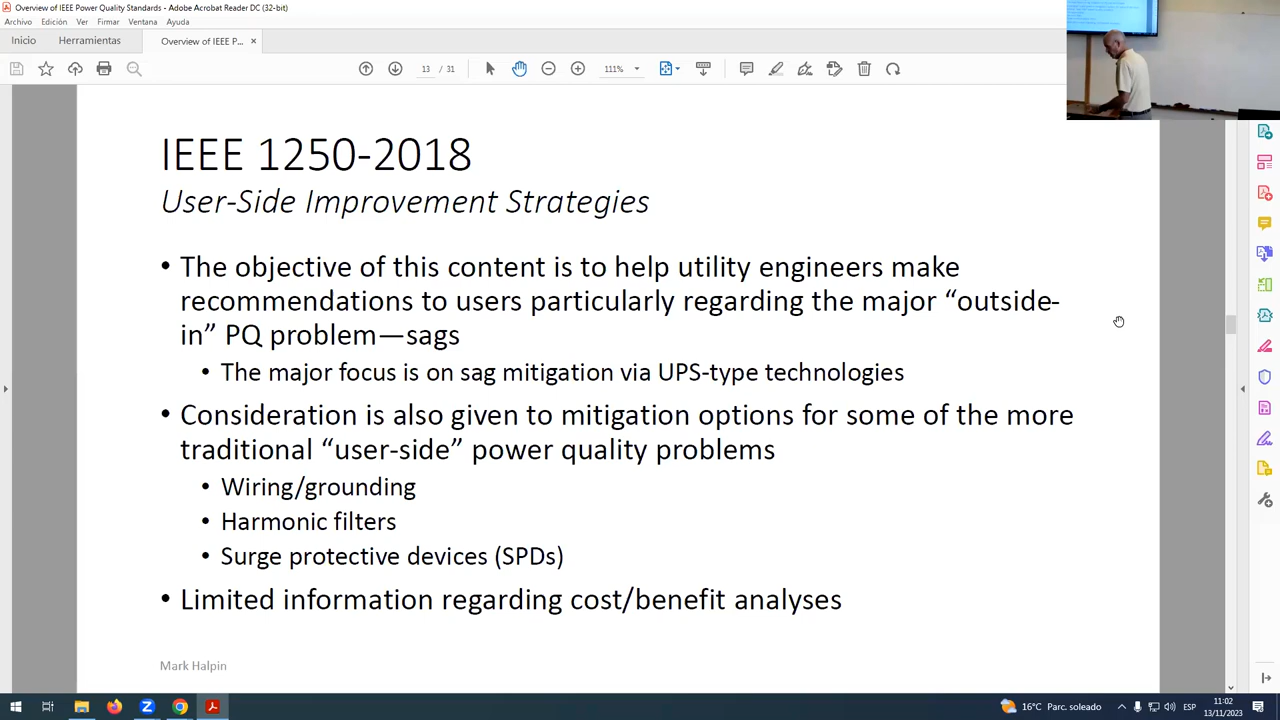 Overview of IEEE Power Quality Standards - Adobe Acrobat Reader DC (32-bit)
Archivo Edición Ver Firmar Ventana Ayuda
Inicio Herramientas Overview of IEEE P... ×
13 / 31 111%
IEEE 1250-2018
User-Side Improvement Strategies
• The objective of this content is to help utility engineers make
recommendations to users particularly regarding the major “outside-
in” PQ problem—sags
• The major focus is on sag mitigation via UPS-type technologies
• Consideration is also given to mitigation options for some of the more
traditional “user-side” power quality problems
• Wiring/grounding
• Harmonic filters
• Surge protective devices (SPDs)
• Limited information regarding cost/benefit analyses
Mark Halpin
16°C Parc. soleado ESP 11:02
13/11/2023